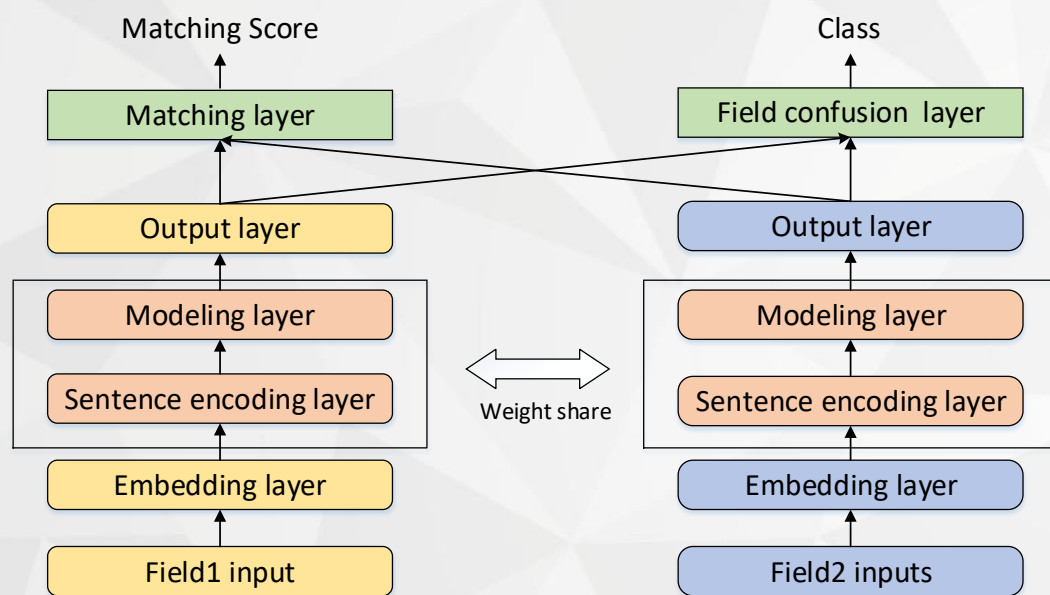 Matching Score
Class
Matching layer
Field confusion layer
Output layer
Output layer
Modeling layer
Modeling layer
Sentence encoding layer
Sentence encoding layer
Weight share
Embedding layer
Embedding layer
Field1 input
Field2 inputs